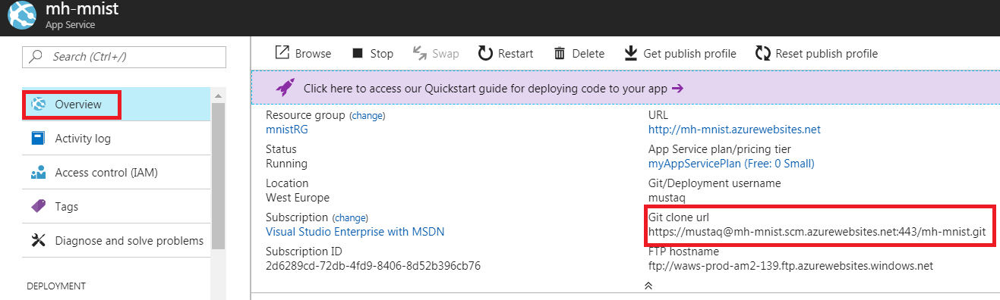 mh-mnist
App Service
Search (Ctrl+/)
Overview
Activity log
Access control (IAM)
Tags
Diagnose and solve problems
DEPLOYMENT
Browse Stop Swap Restart Delete Get publish profile Reset publish profile
Click here to access our Quickstart guide for deploying code to your app
Resource group (change)
mnistRG
Status
Running
Location
West Europe
Subscription (change)
Visual Studio Enterprise with MSDN
Subscription ID
2d6289cd-72db-4fd9-8406-8d52b396cb76
URL
http://mh-mnist.azurewebsites.net
App Service plan/pricing tier
myAppServicePlan (Free: 0 Small)
Git/Deployment username
mustaq
Git clone url
https://mustaq@mh-mnist.scm.azurewebsites.net:443/mh-mnist.git
FTP hostname
ftp://waws-prod-am2-139.ftp.azurewebsites.windows.net